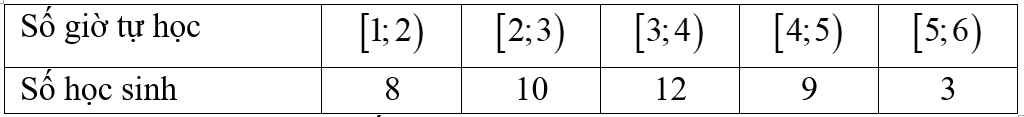 Số giờ tự học [1;2) [2;3) [3;4) [4;5) [5;6)
Số học sinh 8 10 12 9 3